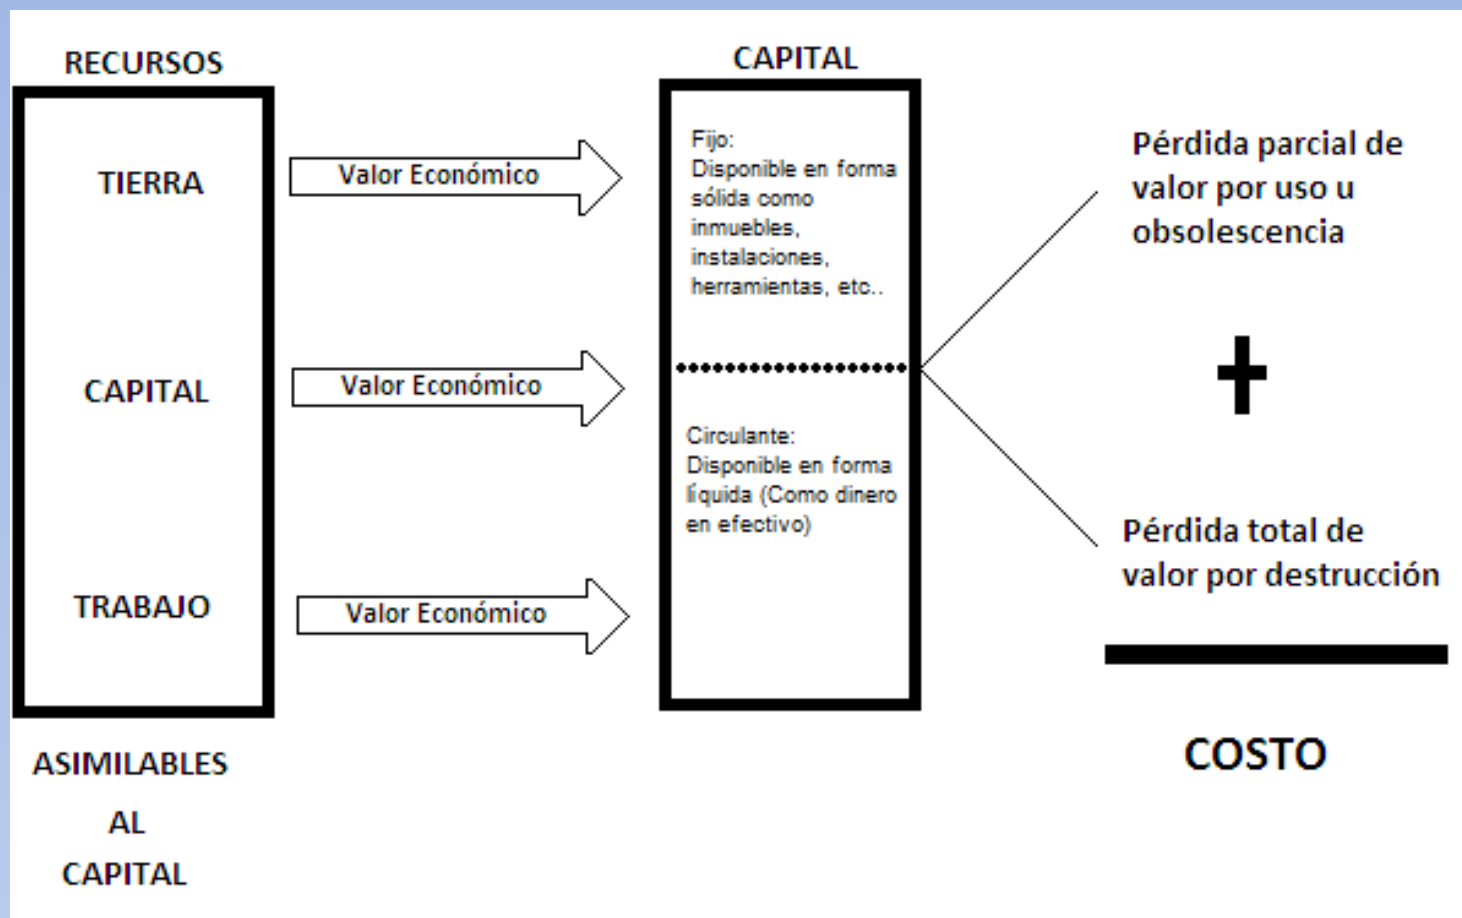 RECURSOS
TIERRA
CAPITAL
TRABAJO
ASIMILABLES
AL
CAPITAL
Valor Económico
Valor Económico
Valor Económico
CAPITAL
Fijo:
Disponible en forma
sólida como
inmuebles,
instalaciones,
herramientas, etc..
Circulante:
Disponible en forma
líquida (Como dinero
en efectivo)
Pérdida parcial de
valor por uso u
obsolescencia
+
Pérdida total de
valor por destrucción
COSTO